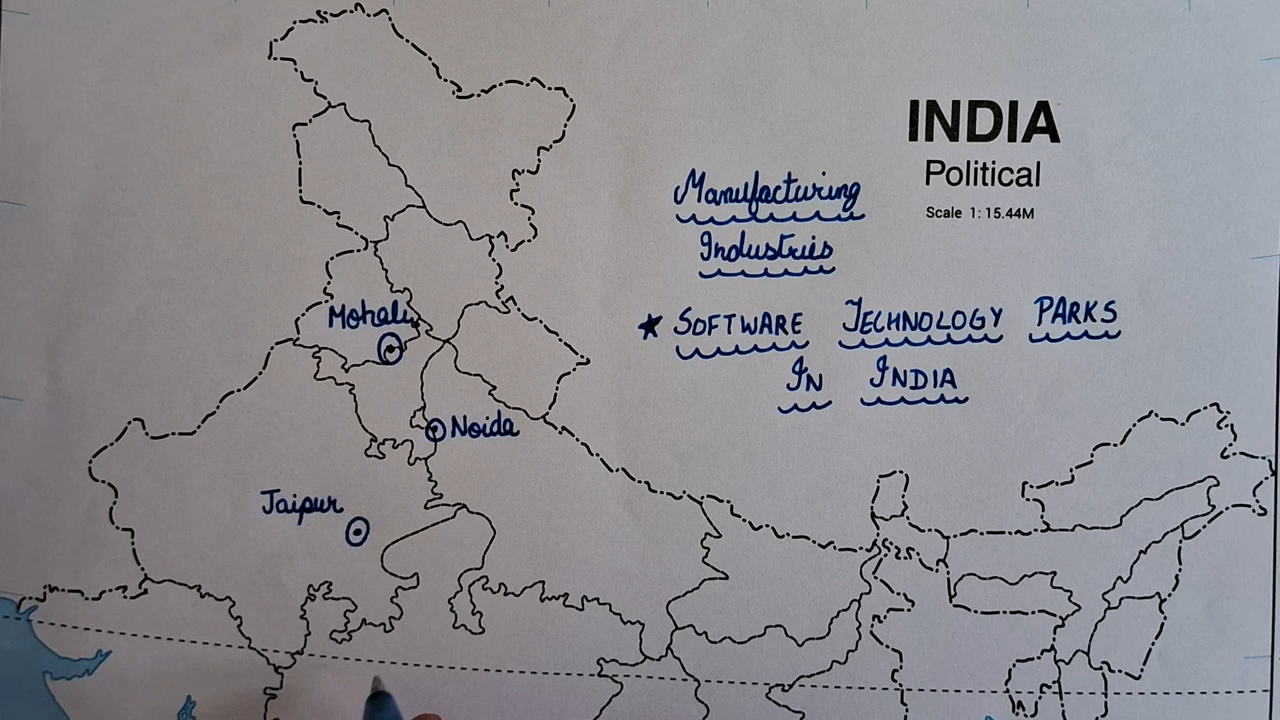 INDIA
Political
Scale 1:15.44M
Manufacturing
Industries
★ SOFTWARE TECHNOLOGY PARKS
IN INDIA
Mohali
Noida
Jaipur